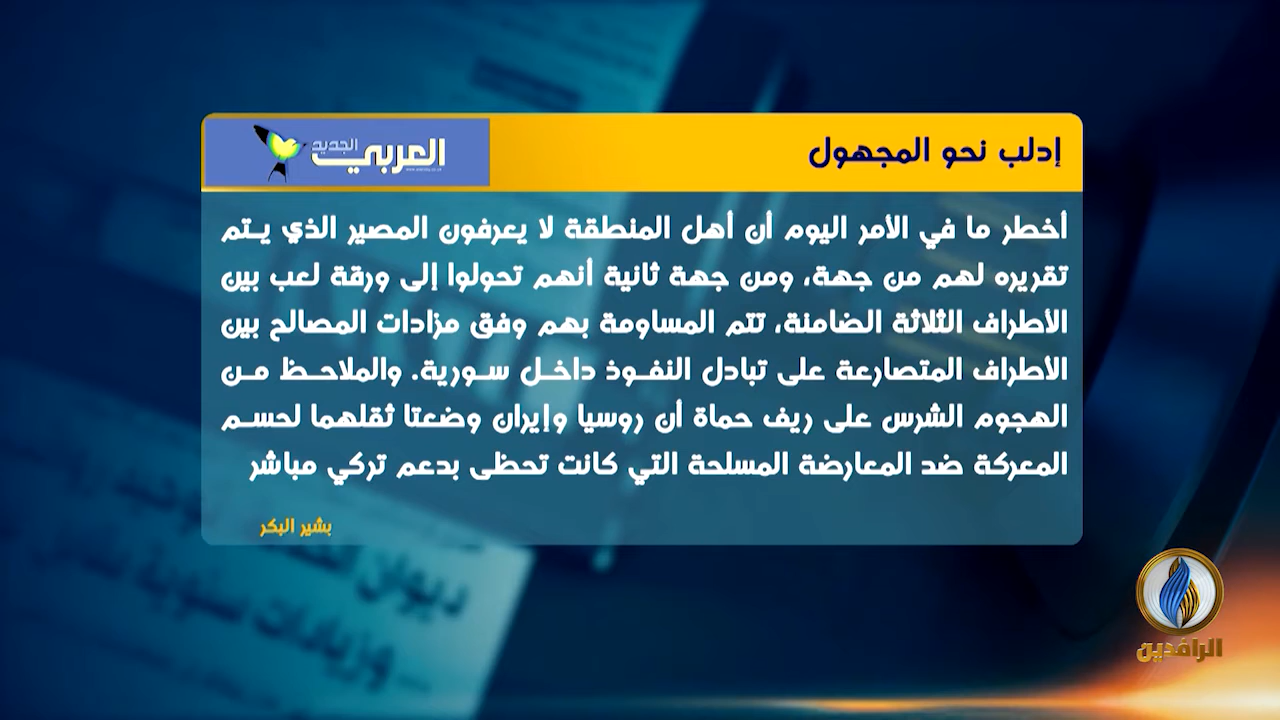 إدلب نحو المجهول
العربي الجديد
أخطر ما في الأمر اليوم أن أهل المنطقة لا يعرفون المصير الذي يتم
تقريره لهم من جهة، ومن جهة ثانية أنهم تحولوا إلى ورقة لعب بين
الأطراف الثلاثة الضامنة، تتم المساومة بهم وفق مزادات المصالح بين
الأطراف المتصارعة على تبادل النفوذ داخل سورية. والملاحظ من
الهجوم الشرس على ريف حماة أن روسيا وإيران وضعتا ثقلهما لحسم
المعركة ضد المعارضة المسلحة التي كانت تحظى بدعم تركي مباشر
بشير البكر
ديوان
وزيادات سنوية
الرافدين